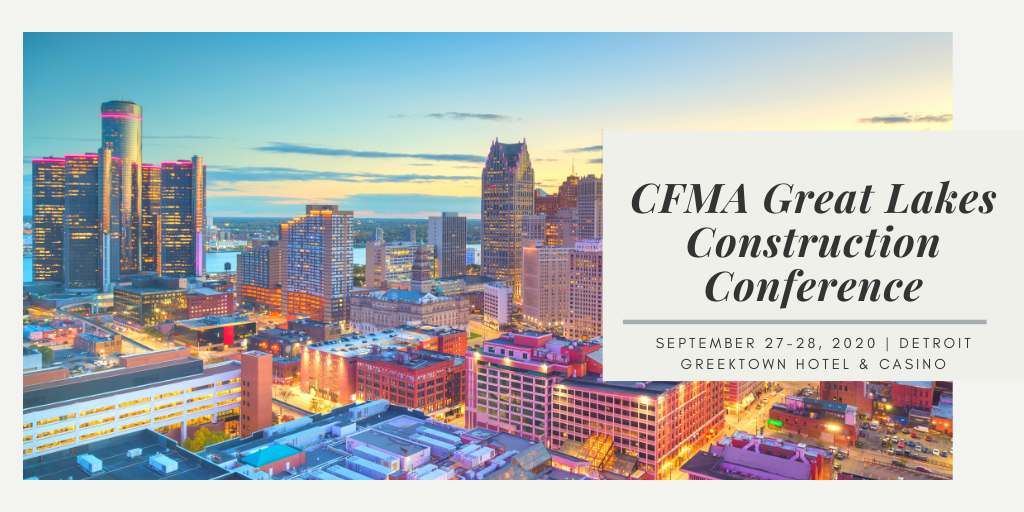 CFMA Great Lakes
Construction
Conference
SEPTEMBER 27-28, 2020 | DETROIT
GREEKTOWN HOTEL & CASINO